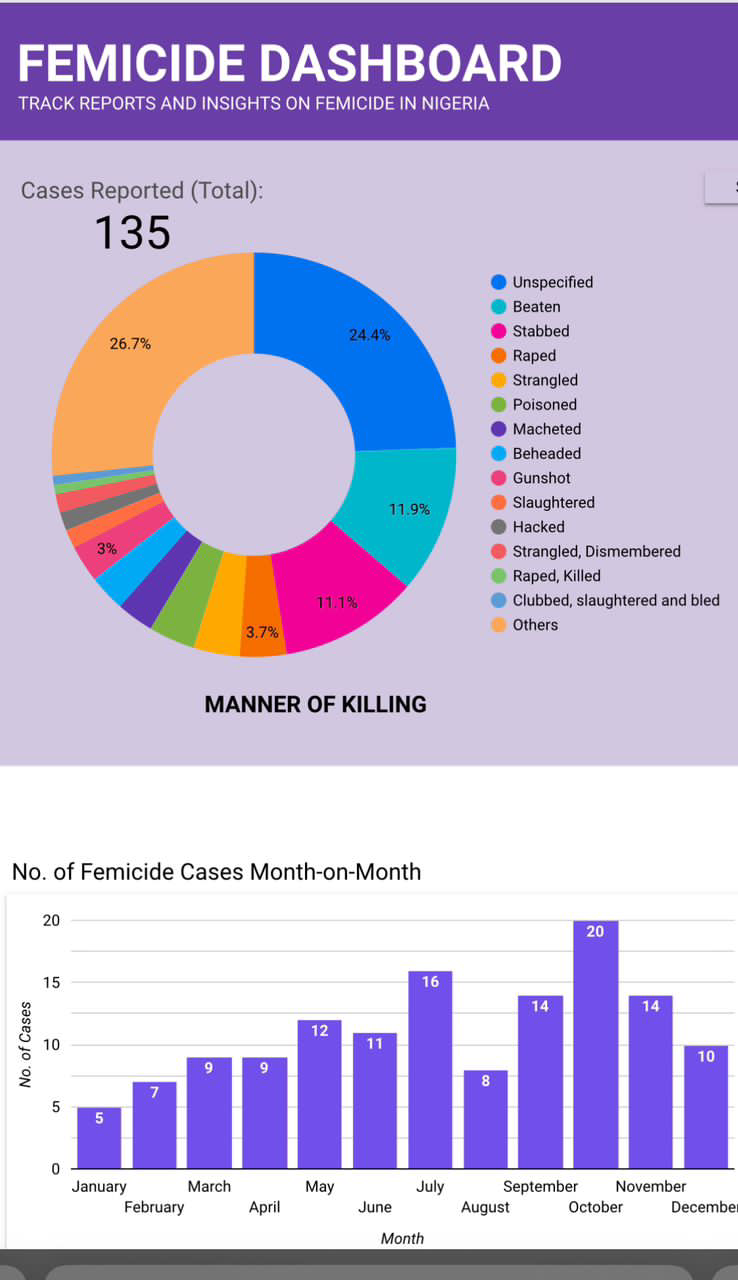 FEMICIDE DASHBOARD
TRACK REPORTS AND INSIGHTS ON FEMICIDE IN NIGERIA
Cases Reported (Total):
135
26.7%
24.4%
11.9%
11.1%
3.7%
3%
Unspecified
Beaten
Stabbed
Raped
Strangled
Poisoned
Macheted
Beheaded
Gunshot
Slaughtered
Hacked
Strangled, Dismembered
Raped, Killed
Clubbed, slaughtered and bled
Others
MANNER OF KILLING
No. of Femicide Cases Month-on-Month
No. of Cases
20
15
10
5
0
5
7
9
9
12
11
16
8
14
20
14
10
January
February
March
April
May
June
July
August
September
October
November
December
Month